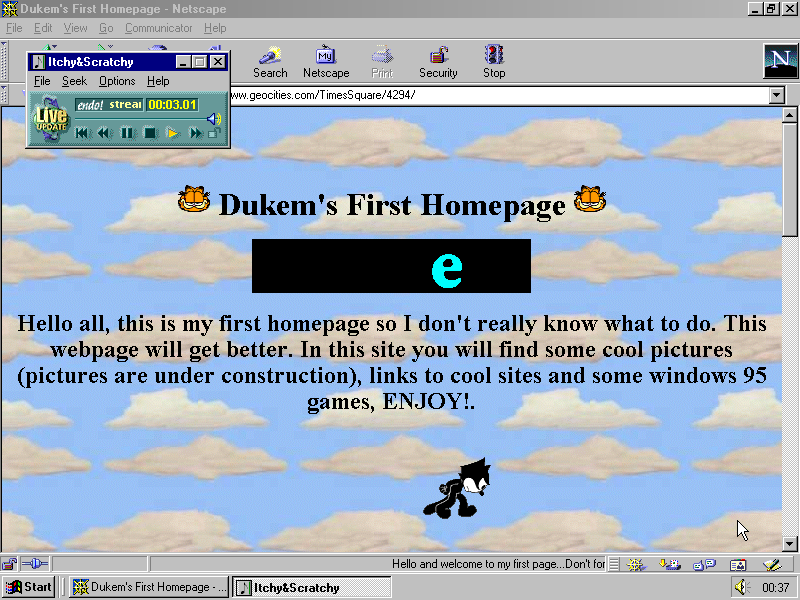 Dukem's First Homepage - Netscape
File Edit View Go Communicator Help
Itchy&Scratchy
File Seek Options Help
Live UPDATE
endo! strear 00:03.01
Search Netscape Print Security Stop
My
N
ww.geocities.com/TimesSquare/4294/
Dukem's First Homepage
e
Hello all, this is my first homepage so I don't really know what to do. This
webpage will get better. In this site you will find some cool pictures
(pictures are under construction), links to cool sites and some windows 95
games, ENJOY!.
Hello and welcome to my first page...Don't for
Start Dukem's First Homepage - ... Itchy&Scratchy 00:37